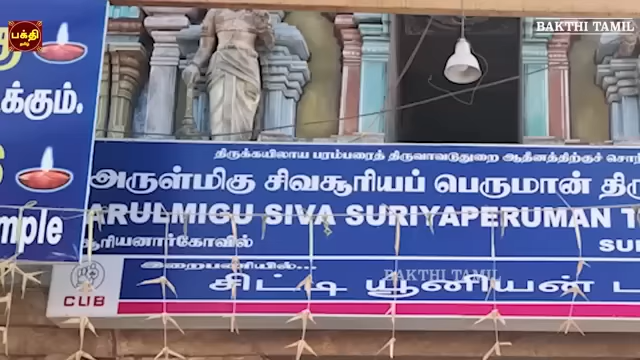 பக்தி
BAKTHI TAMIL
க்கும்.
mple
திருக்கயிலாய பரம்பரைத் திருவாவடுதுறை ஆதீனத்திற்குச்
அருள்மிகு சிவசூரியப் பெருமான்
ARULMIGU SIVA SURIYAPERUMAN
சூரியனார்கோவில்
இறைபணியில்...
BAKTHI TAMIL
CUB
சிட்டி யூனியன்